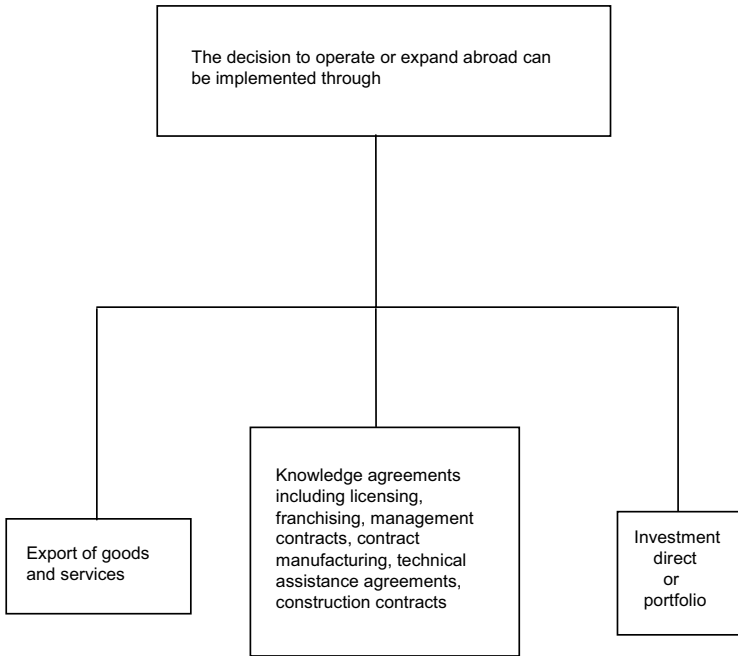 The decision to operate or expand abroad can
be implemented through
Export of goods
and services
Knowledge agreements
including licensing,
franchising, management
contracts, contract
manufacturing, technical
assistance agreements,
construction contracts
Investment
direct
or
portfolio